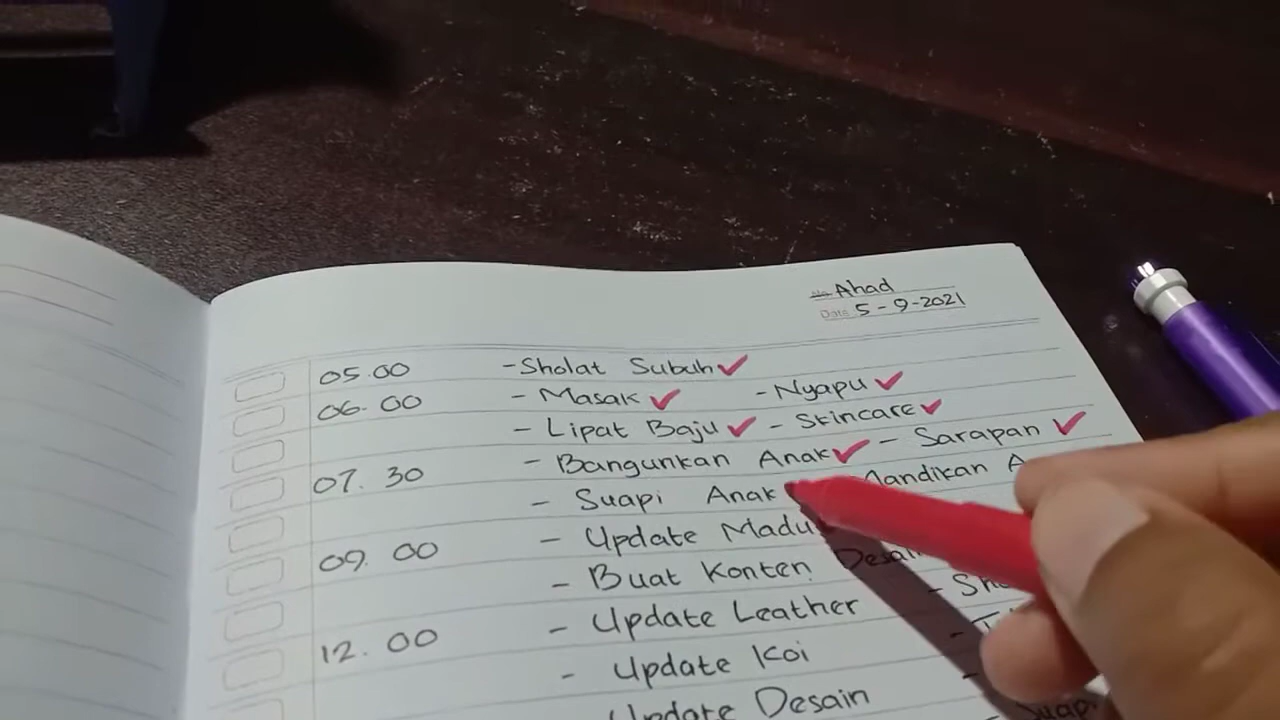 Ahad
Date 5-9-2021
05.00 - Sholat Subuh
06.00 - Masak - Nyapu
- Lipat Baju - Skincare
07.30 - Bangunkan Anak - Sarapan
- Suapi Anak Mandikan
09.00 - Update Madu
- Buat Konten Desain
12.00 - Update Leather
- Update Koi
Update Desain
Suapi